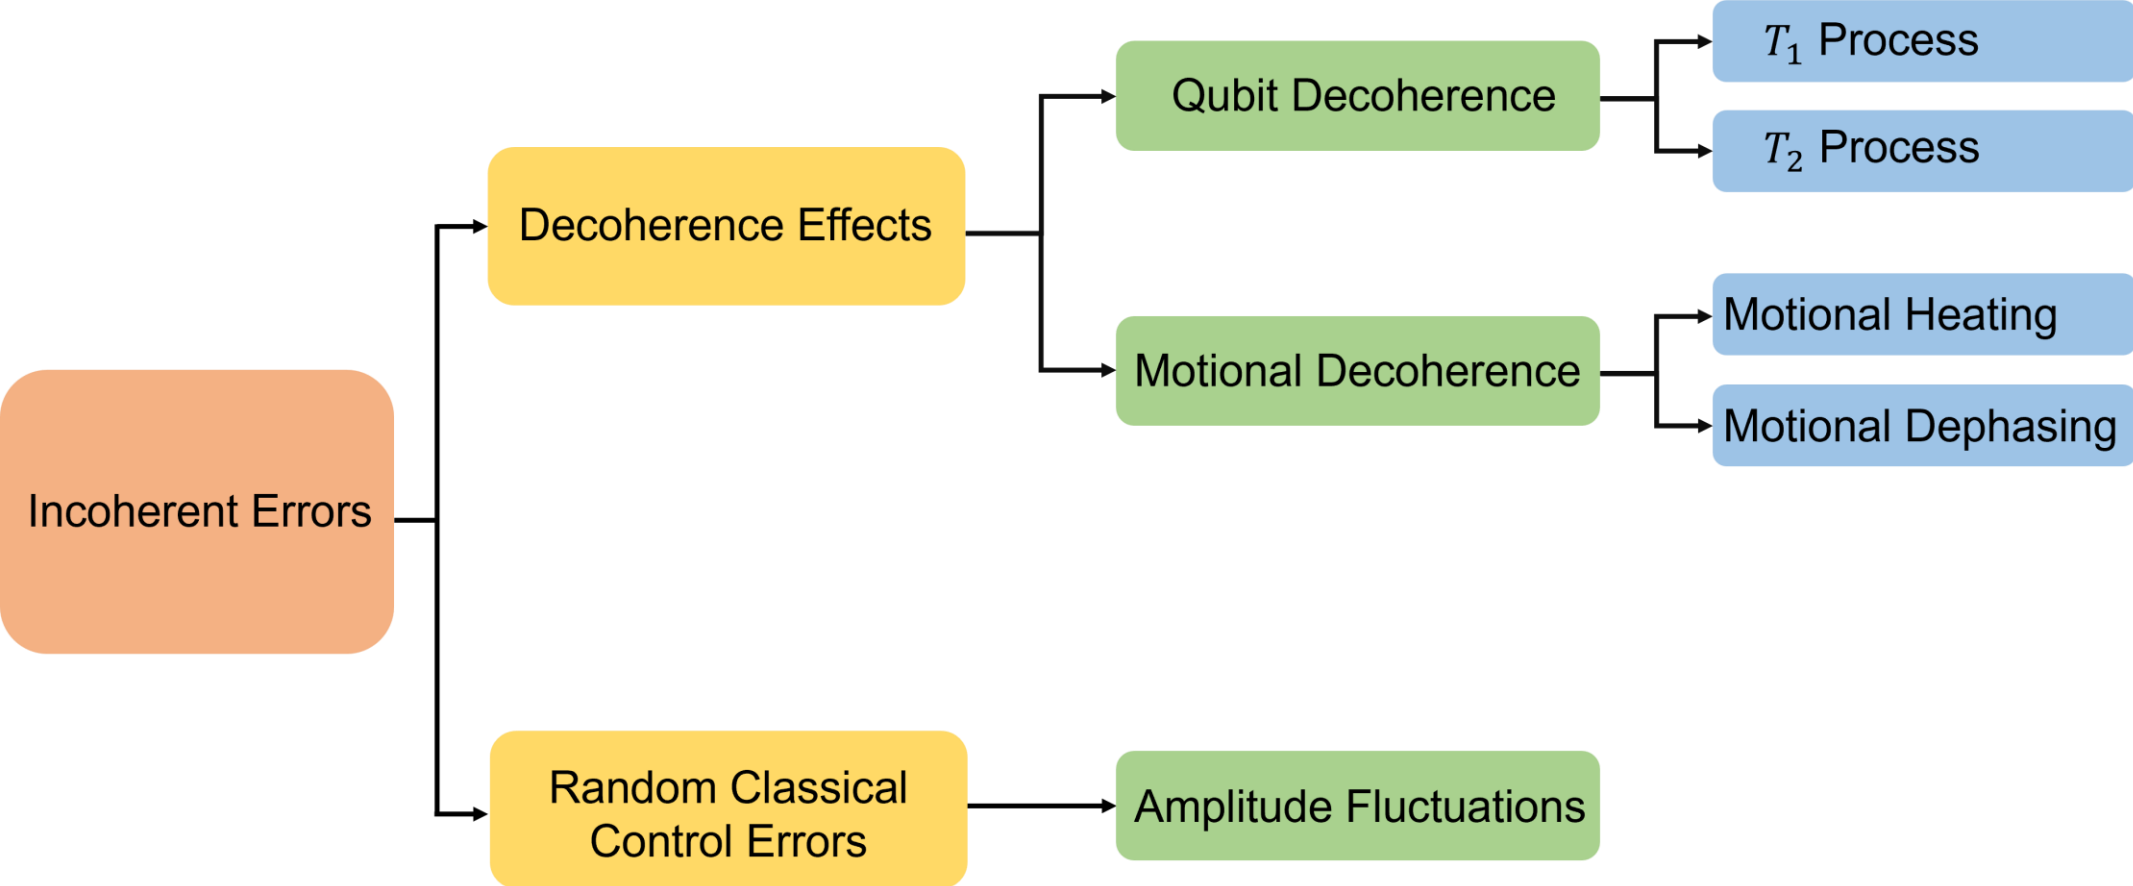 T₁ Process
Qubit Decoherence
T₂ Process
Decoherence Effects
Motional Heating
Motional Decoherence
Motional Dephasing
Incoherent Errors
Random Classical
Control Errors
Amplitude Fluctuations